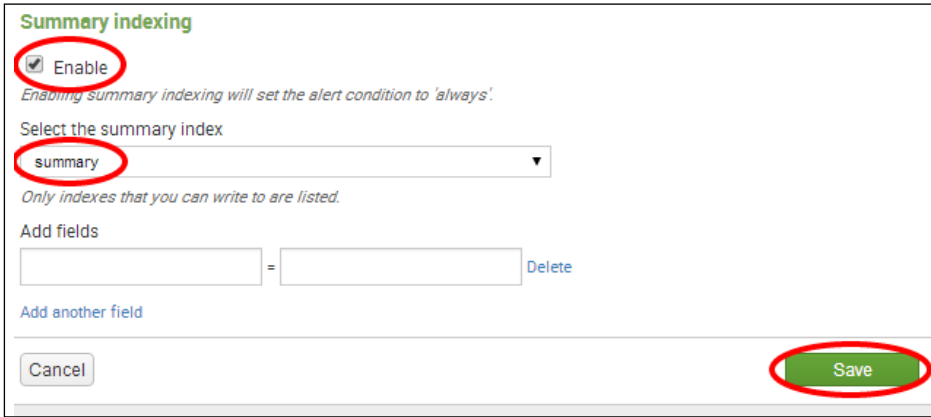 Summary indexing
Enable
Enabling summary indexing will set the alert condition to 'always'.
Select the summary index
summary
Only indexes that you can write to are listed.
Add fields
= Delete
Add another field
Cancel Save